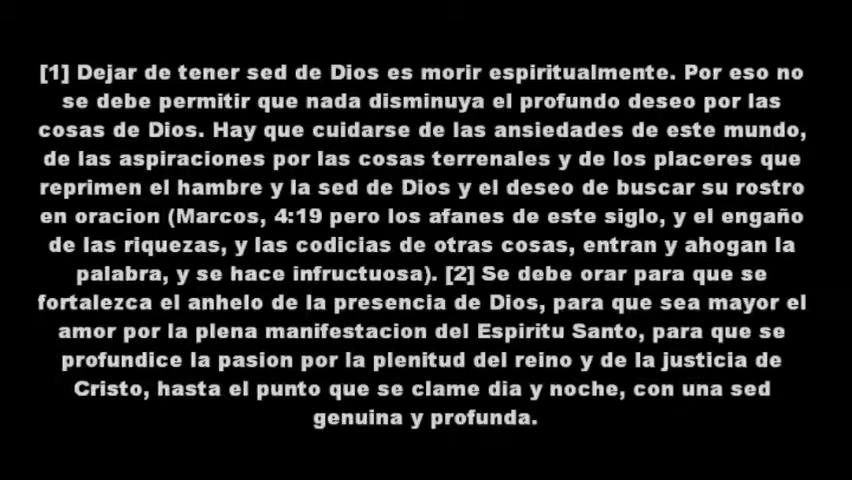 [1] Dejar de tener sed de Dios es morir espiritualmente. Por eso no
se debe permitir que nada disminuya el profundo deseo por las
cosas de Dios. Hay que cuidarse de las ansiedades de este mundo,
de las aspiraciones por las cosas terrenales y de los placeres que
reprimen el hambre y la sed de Dios y el deseo de buscar su rostro
en oracion (Marcos, 4:19 pero los afanes de este siglo, y el engaño
de las riquezas, y las codicias de otras cosas, entran y ahogan la
palabra, y se hace infructuosa). [2] Se debe orar para que se
fortalezca el anhelo de la presencia de Dios, para que sea mayor el
amor por la plena manifestacion del Espiritu Santo, para que se
profundice la pasion por la plenitud del reino y de la justicia de
Cristo, hasta el punto que se clame dia y noche, con una sed
genuina y profunda.